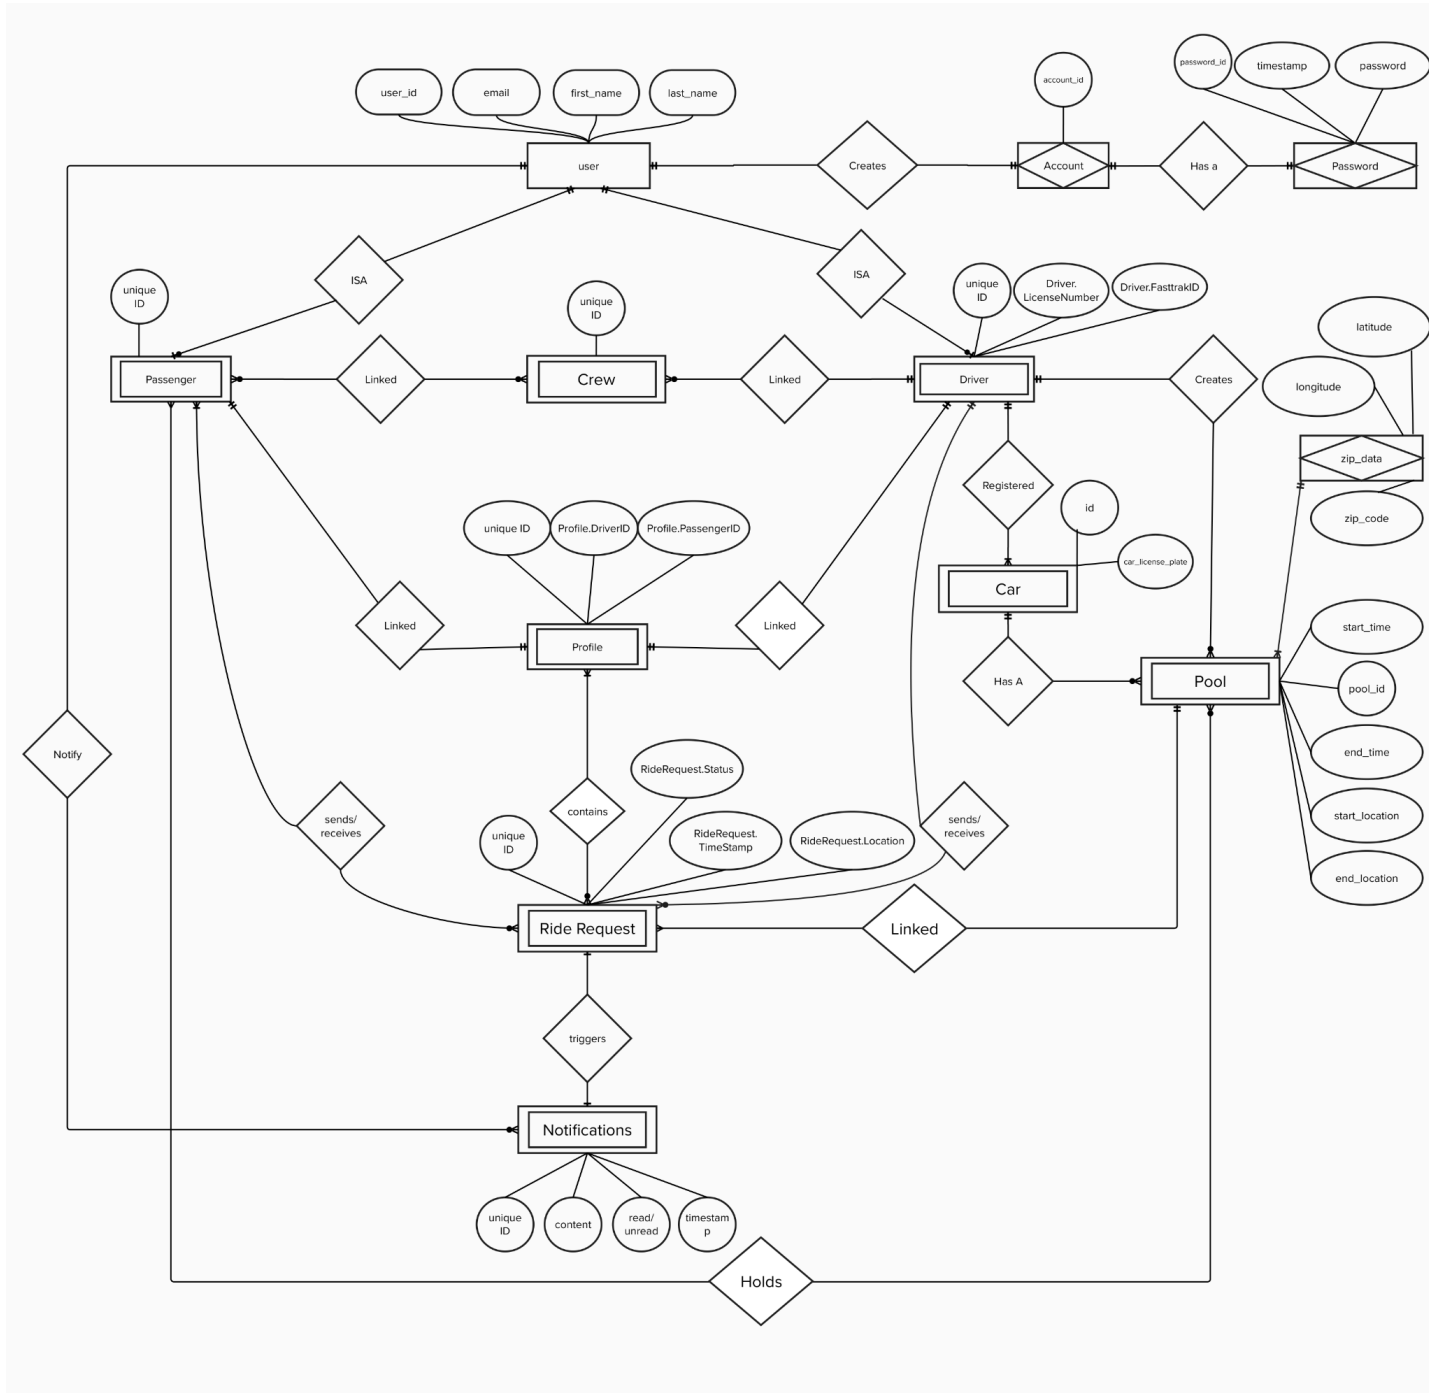 password_id
timestamp
password
account_id
user_id
email
first_name
last_name
user
Creates
Account
Has a
Password
ISA
ISA
unique
ID
unique
ID
unique
ID
Driver.
LicenseNumber
Driver.FasttrakID
latitude
longitude
Passenger
Linked
Crew
Linked
Driver
Creates
zip_data
Registered
id
zip_code
unique ID
Profile.DriverID
Profile.PassengerID
car_license_plate
Car
Linked
Linked
start_time
Profile
Has A
Pool
pool_id
Notify
end_time
RideRequest.Status
sends/
receives
contains
unique
ID
RideRequest.
TimeStamp
RideRequest.Location
sends/
receives
start_location
end_location
Ride Request
Linked
triggers
Notifications
unique
ID
content
read/
unread
timestam
p
Holds